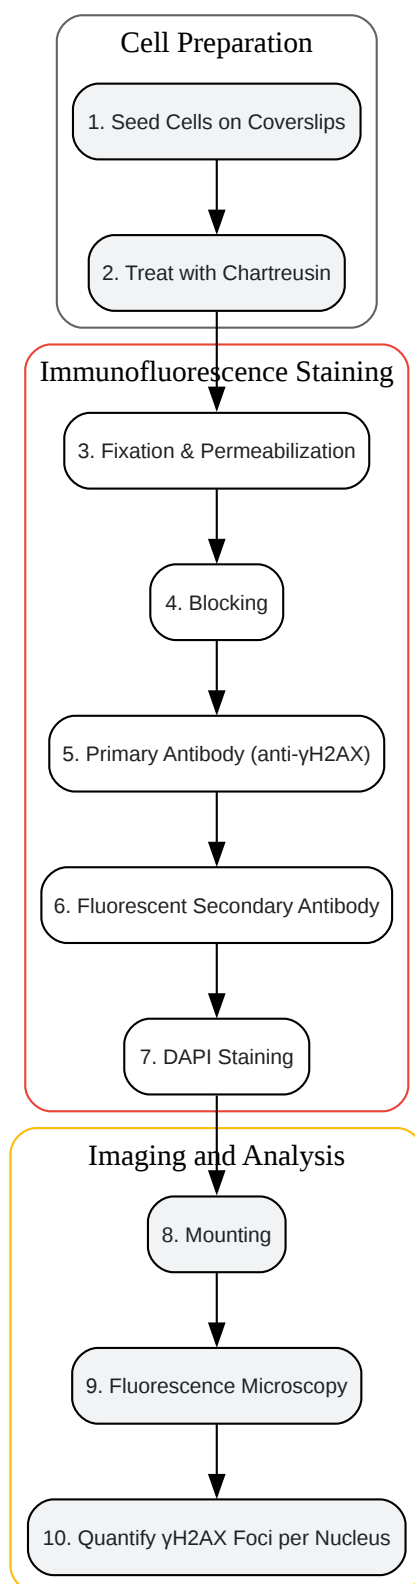 Cell Preparation
1. Seed Cells on Coverslips
2. Treat with Chartreusin
Immunofluorescence Staining
3. Fixation & Permeabilization
4. Blocking
5. Primary Antibody (anti-γH2AX)
6. Fluorescent Secondary Antibody
7. DAPI Staining
Imaging and Analysis
8. Mounting
9. Fluorescence Microscopy
10. Quantify γH2AX Foci per Nucleus